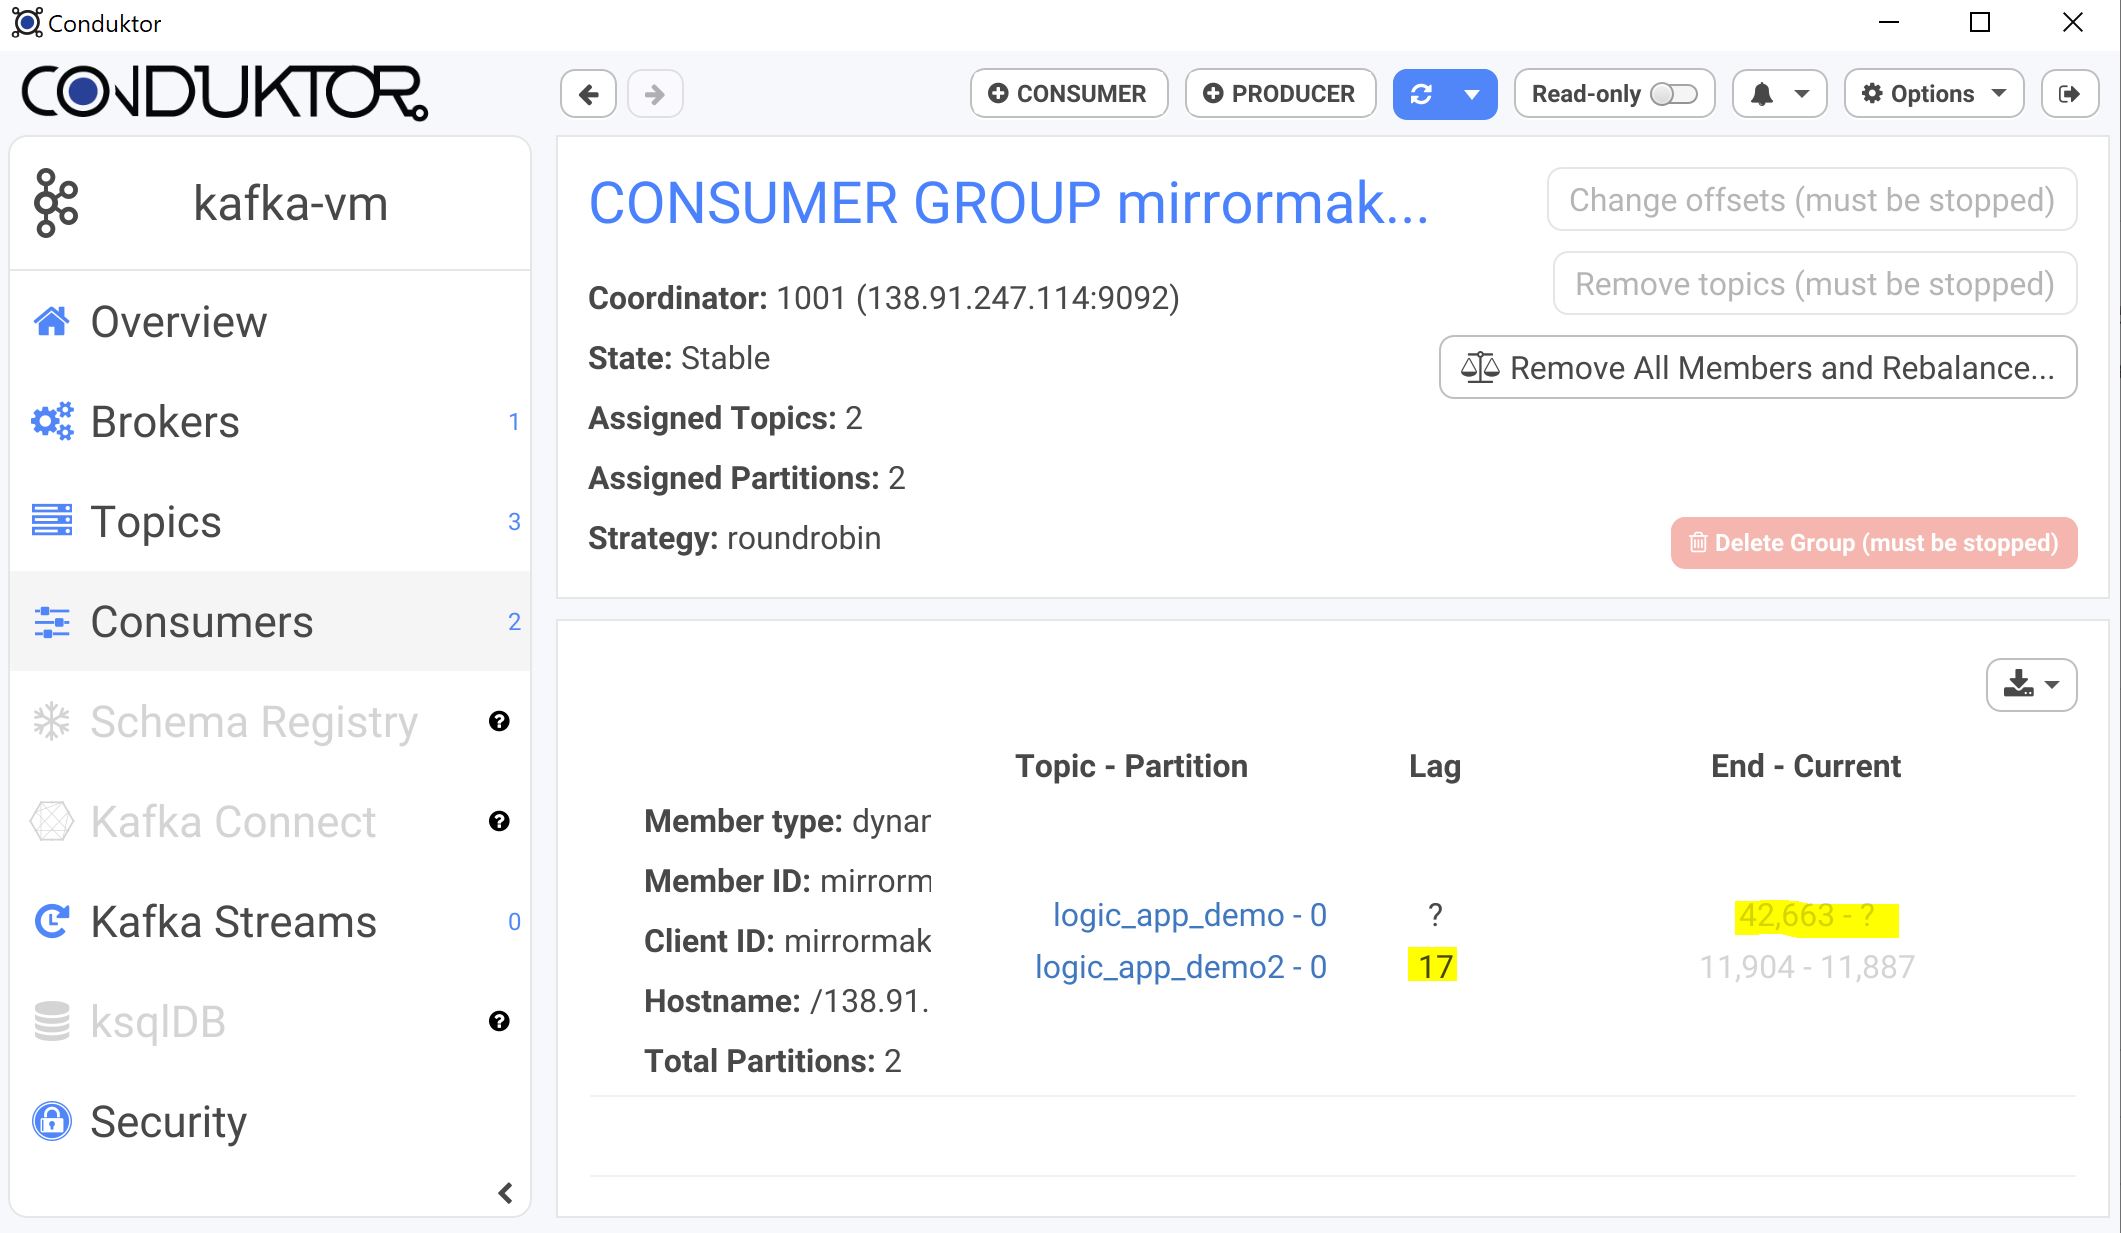 Conduktor
CONDUKTOR
CONSUMER
PRODUCER
Read-only
Options
kafka-vm
Overview
Brokers 1
Topics 3
Consumers 2
Schema Registry ?
Kafka Connect ?
Kafka Streams 0
ksqlDB ?
Security
CONSUMER GROUP mirrormak...
Change offsets (must be stopped)
Remove topics (must be stopped)
Remove All Members and Rebalance...
Coordinator: 1001 (138.91.247.114:9092)
State: Stable
Assigned Topics: 2
Assigned Partitions: 2
Strategy: roundrobin
Delete Group (must be stopped)
Topic - Partition Lag End - Current
Member type: dynar
Member ID: mirrorm
Client ID: mirrormak
Hostname: /138.91.
Total Partitions: 2
logic_app_demo - 0 ? 42,663 - ?
logic_app_demo2 - 0 17 11,904 - 11,887